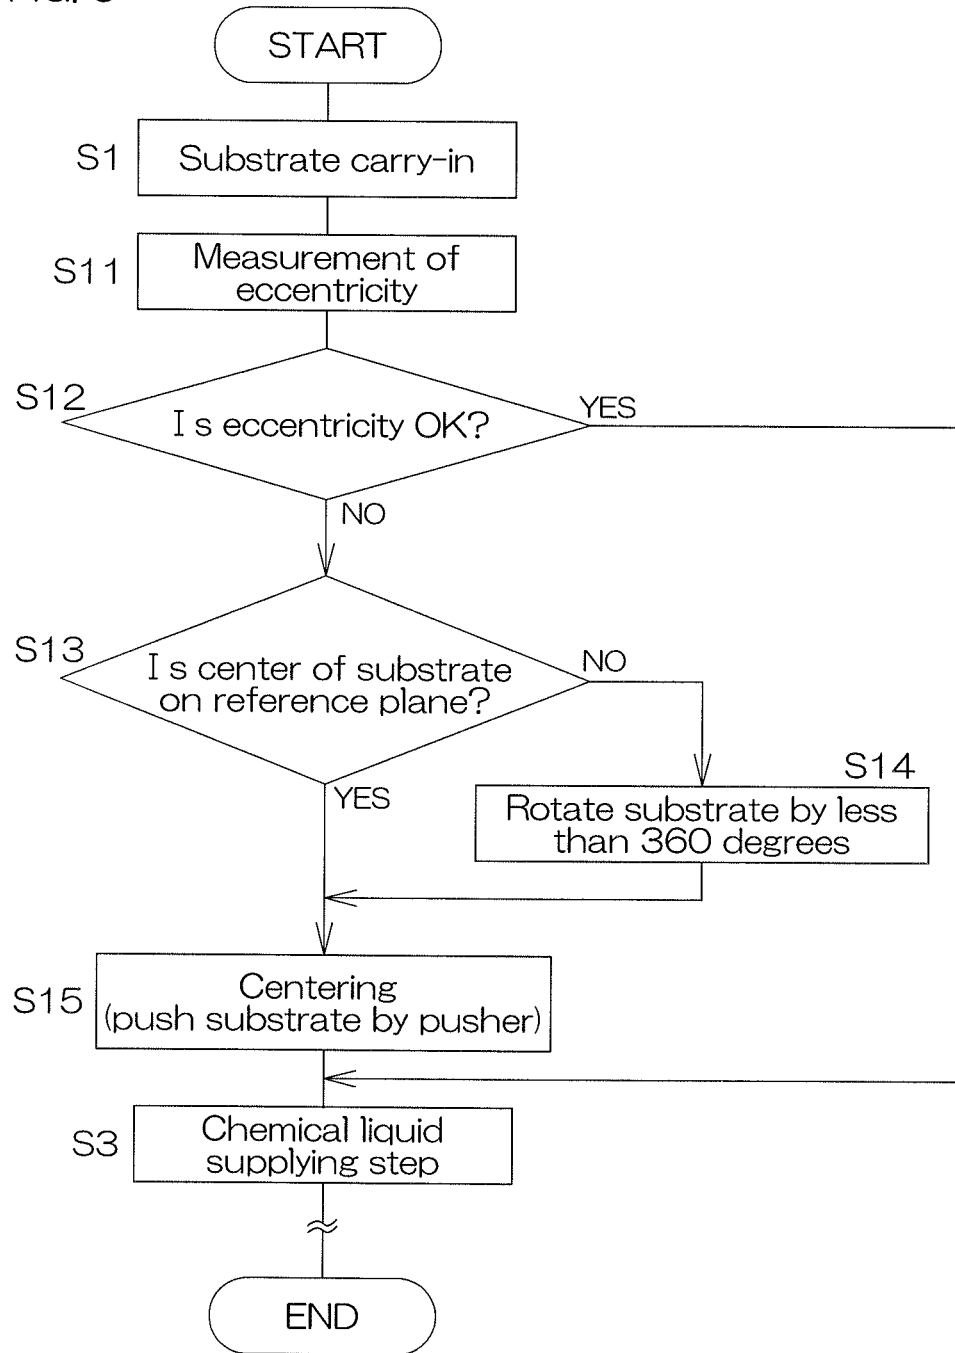 START
S1
Substrate carry-in
S11
Measurement of
eccentricity
S12
Is eccentricity OK?
YES
NO
S13
Is center of substrate
on reference plane?
NO
YES
S14
Rotate substrate by less
than 360 degrees
S15
Centering
(push substrate by pusher)
S3
Chemical liquid
supplying step
END